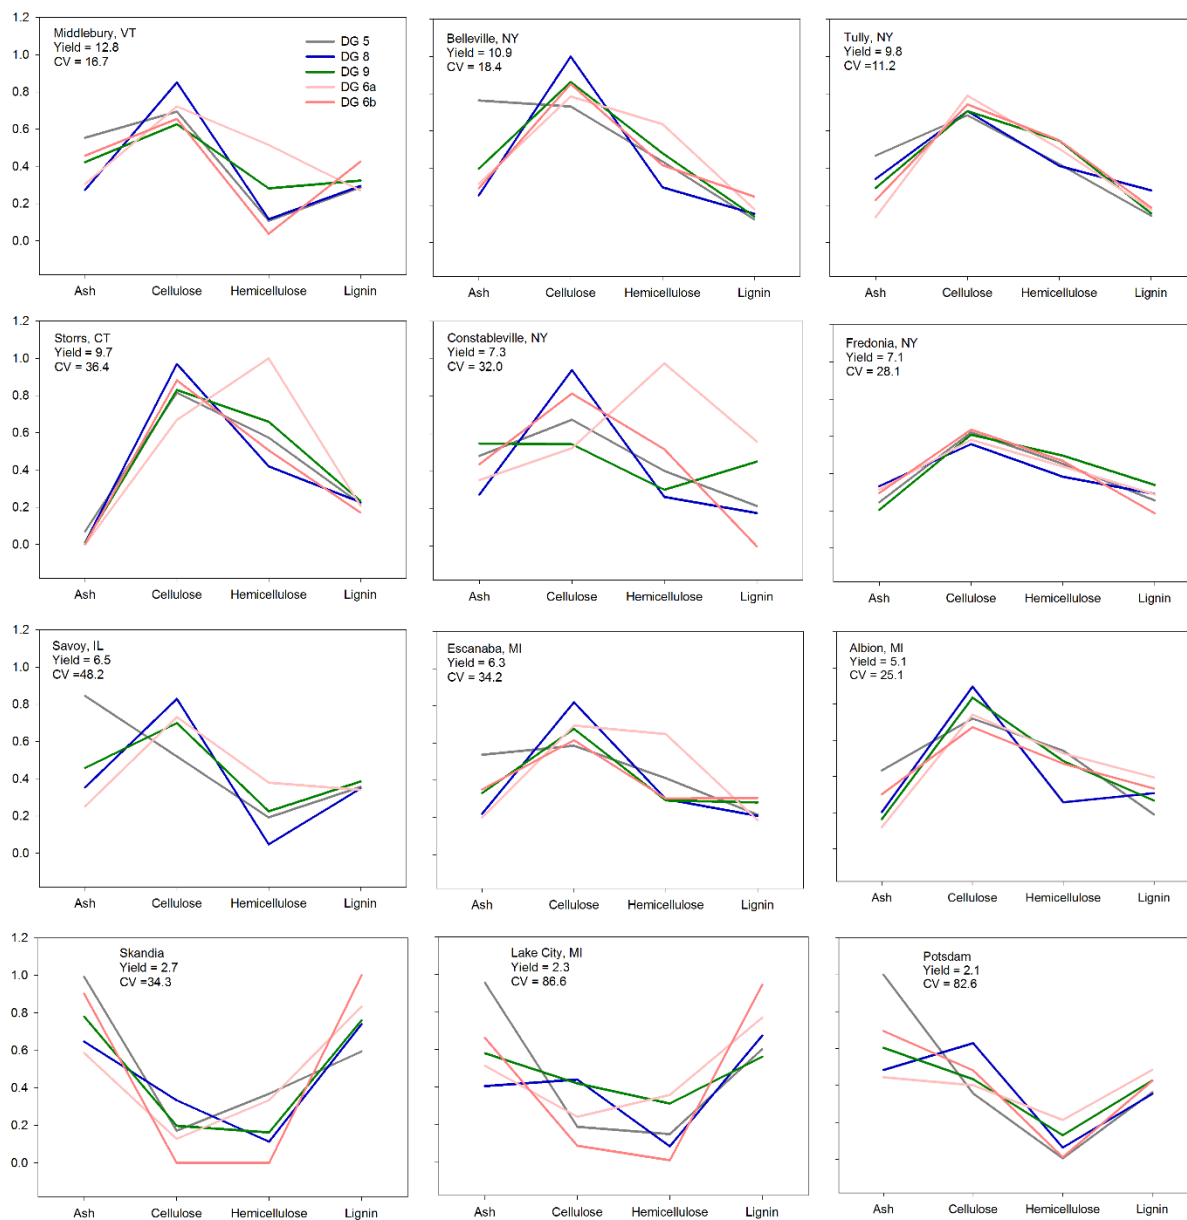 1.2
1.0
0.8
0.6
0.4
0.2
0.0
Middlebury, VT
Yield = 12.8
CV = 16.7
DG 5
DG 8
DG 9
DG 6a
DG 6b
Ash Cellulose Hemicellulose Lignin
Belleville, NY
Yield = 10.9
CV = 18.4
Ash Cellulose Hemicellulose Lignin
Tully, NY
Yield = 9.8
CV =11.2
Ash Cellulose Hemicellulose Lignin
1.0
0.8
0.6
0.4
0.2
0.0
Storrs, CT
Yield = 9.7
CV = 36.4
Ash Cellulose Hemicellulose Lignin
Constableville, NY
Yield = 7.3
CV = 32.0
Ash Cellulose Hemicellulose Lignin
Fredonia, NY
Yield = 7.1
CV = 28.1
Ash Cellulose Hemicellulose Lignin
1.2
1.0
0.8
0.6
0.4
0.2
0.0
Savoy, IL
Yield = 6.5
CV =48.2
Ash Cellulose Hemicellulose Lignin
Escanaba, MI
Yield = 6.3
CV = 34.2
Ash Cellulose Hemicellulose Lignin
Albion, MI
Yield = 5.1
CV = 25.1
Ash Cellulose Hemicellulose Lignin
1.2
1.0
0.8
0.6
0.4
0.2
0.0
Skandia
Yield = 2.7
CV =34.3
Ash Cellulose Hemicellulose Lignin
Lake City, MI
Yield = 2.3
CV = 86.6
Ash Cellulose Hemicellulose Lignin
Potsdam
Yield = 2.1
CV = 82.6
Ash Cellulose Hemicellulose Lignin